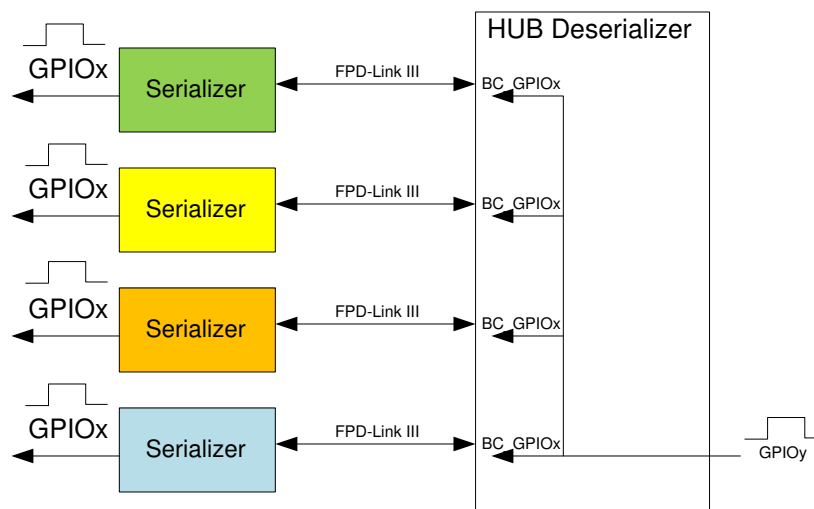 HUB Deserializer
GPIOx
Serializer
FPD-Link III
BC_GPIOx
GPIOx
Serializer
FPD-Link III
BC_GPIOx
GPIOx
Serializer
FPD-Link III
BC_GPIOx
GPIOx
Serializer
FPD-Link III
BC_GPIOx
GPIOy